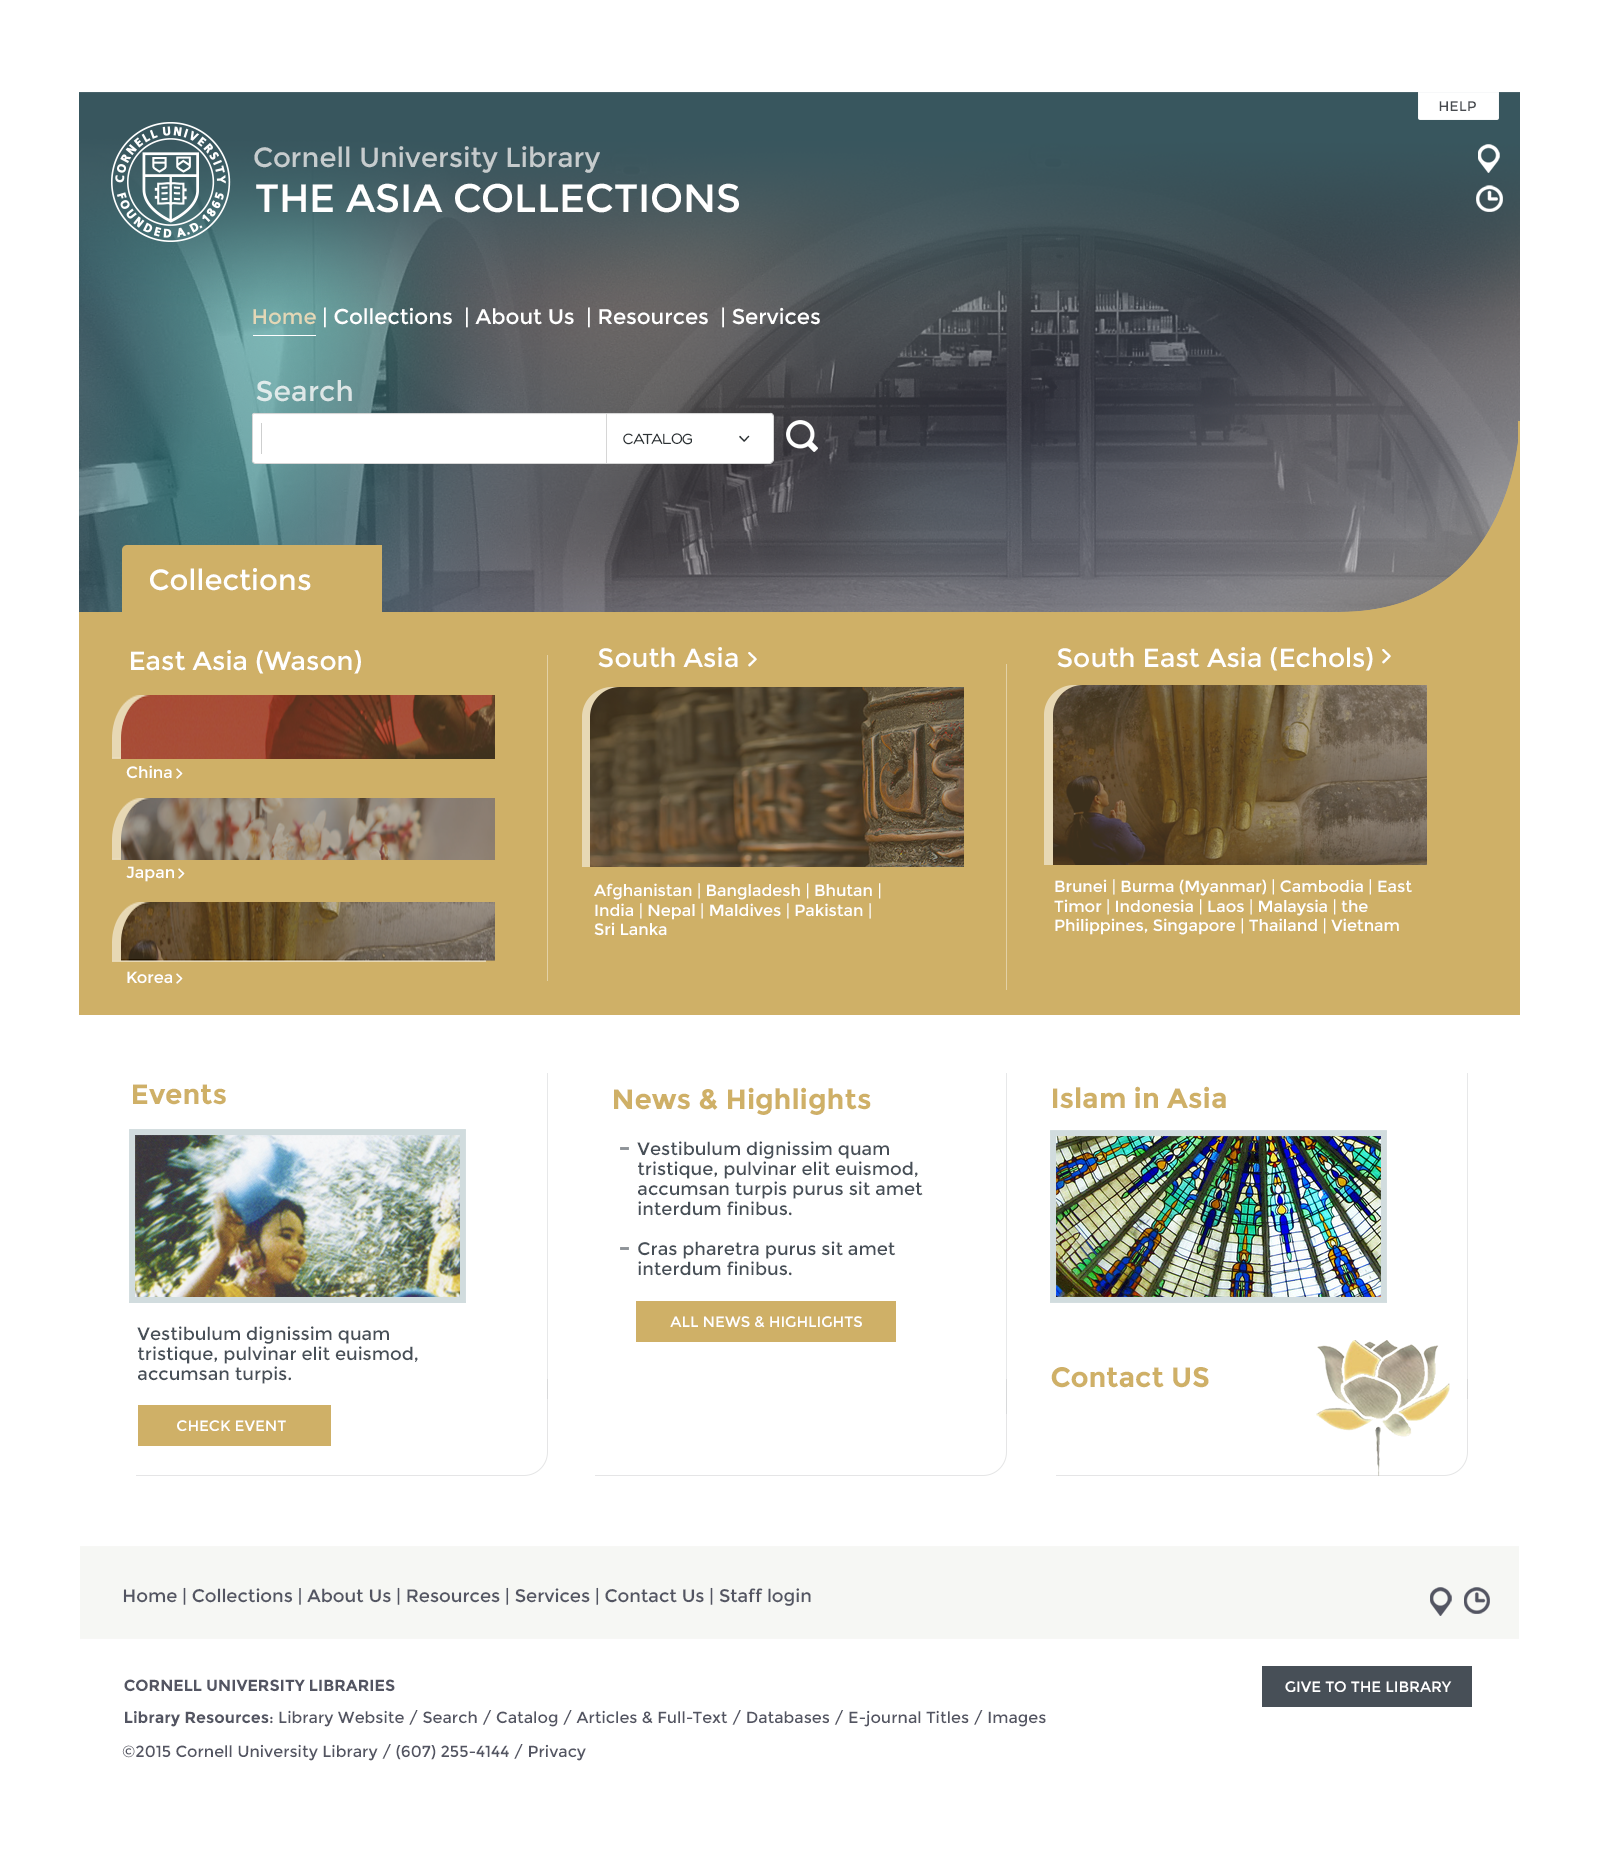 HELP
CORNELL UNIVERSITY
FOUNDED A.D. 1865
Cornell University Library
THE ASIA COLLECTIONS
Home | Collections | About Us | Resources | Services
Search
CATALOG
Collections
East Asia (Wason)
China
Japan
Korea
South Asia
Afghanistan | Bangladesh | Bhutan |
India | Nepal | Maldives | Pakistan |
Sri Lanka
South East Asia (Echols)
Brunei | Burma (Myanmar) | Cambodia | East
Timor | Indonesia | Laos | Malaysia | the
Philippines, Singapore | Thailand | Vietnam
Events
Vestibulum dignissim quam
tristique, pulvinar elit euismod,
accumsan turpis.
CHECK EVENT
News & Highlights
– Vestibulum dignissim quam
tristique, pulvinar elit euismod,
accumsan turpis purus sit amet
interdum finibus.
– Cras pharetra purus sit amet
interdum finibus.
ALL NEWS & HIGHLIGHTS
Islam in Asia
Contact US
Home | Collections | About Us | Resources | Services | Contact Us | Staff login
CORNELL UNIVERSITY LIBRARIES
GIVE TO THE LIBRARY
Library Resources: Library Website / Search / Catalog / Articles & Full-Text / Databases / E-journal Titles / Images
©2015 Cornell University Library / (607) 255-4144 / Privacy